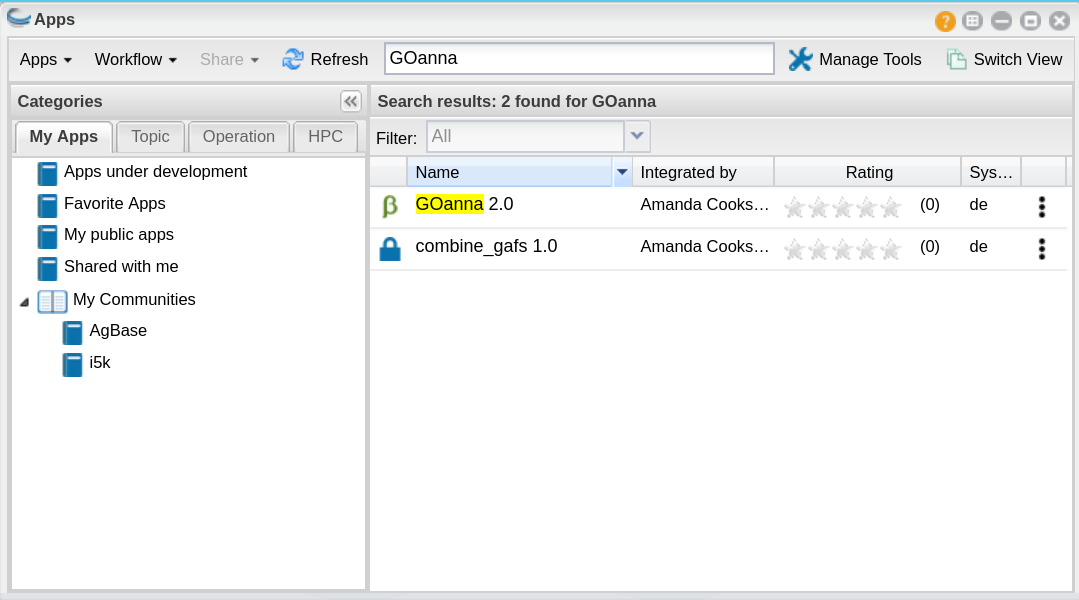 Apps
Apps Workflow Share Refresh GOanna Manage Tools Switch View
Categories
My Apps Topic Operation HPC
Apps under development
Favorite Apps
My public apps
Shared with me
My Communities
AgBase
i5k
Search results: 2 found for GOanna
Filter: All
Name Integrated by Rating Sys...
β GOanna 2.0 Amanda Cooks... (0) de
combine_gafs 1.0 Amanda Cooks... (0) de